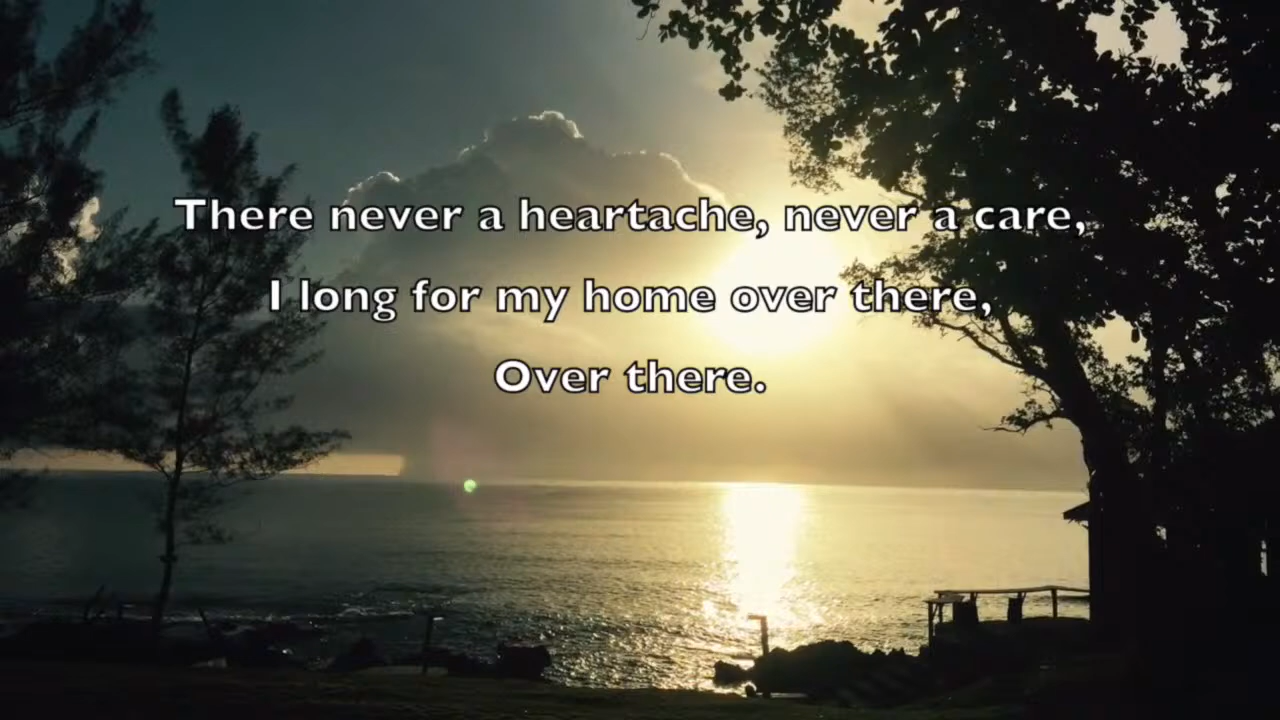 There never a heartache, never a care,
I long for my home over there,
Over there.